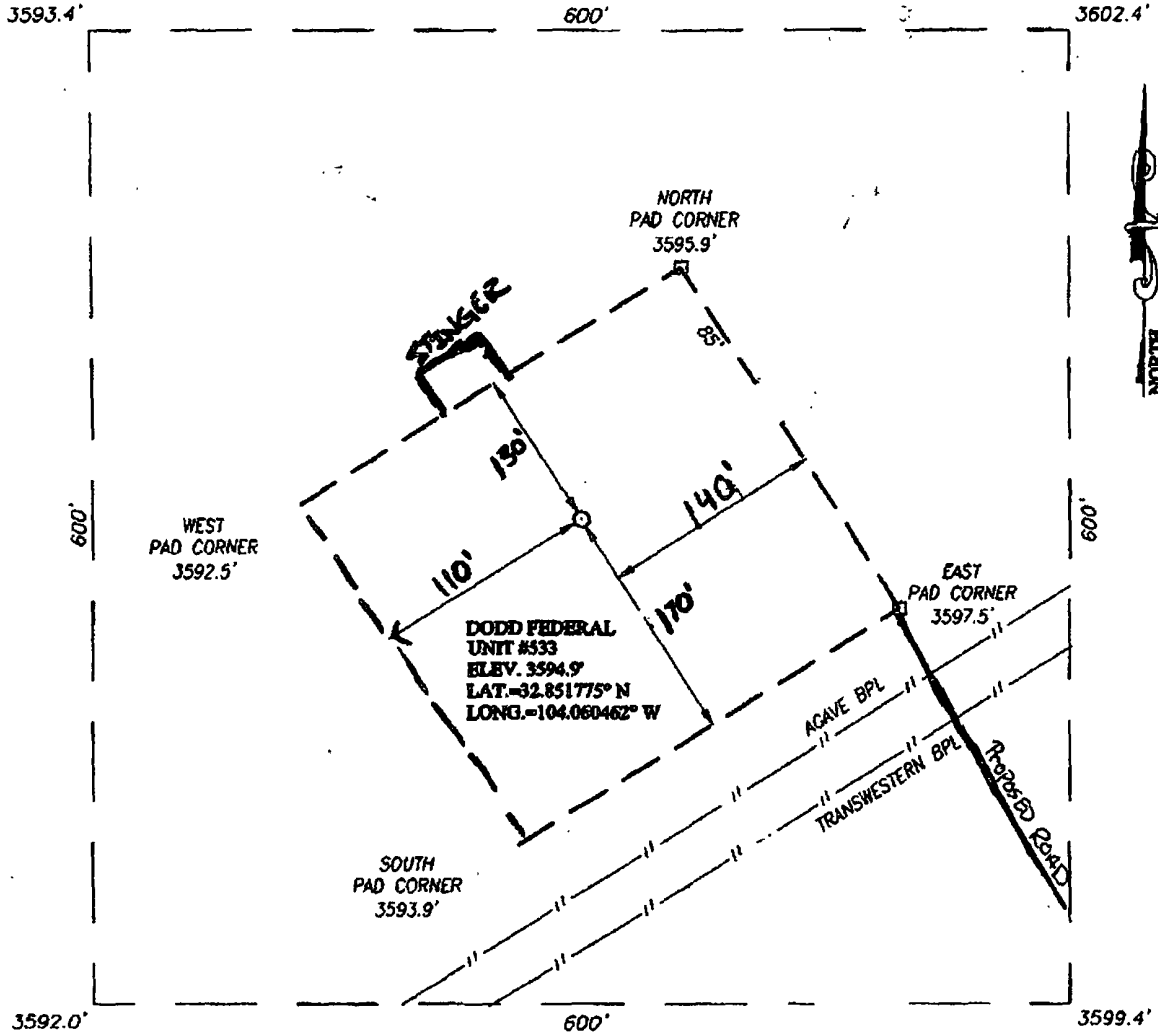 3593.4'
600'
3602.4'
NORTH
PAD CORNER
3595.9'
STINGER
85'
NORTH
130'
140'
600'
WEST
PAD CORNER
3592.5'
600'
110'
170'
EAST
PAD CORNER
3597.5'
DODD FEDERAL
UNIT #533
ELEV. 3594.9'
LAT.=32.851775° N
LONG.=104.060462° W
AGAVE BPL
TRANSWESTERN BPL
PROPOSED ROAD
SOUTH
PAD CORNER
3593.9'
3592.0'
600'
3599.4'